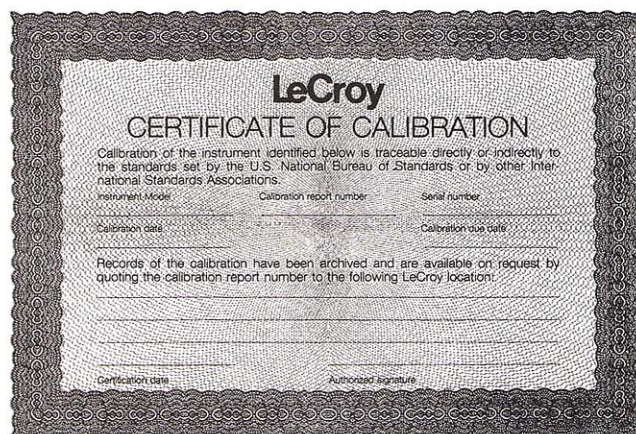 LeCroy
CERTIFICATE OF CALIBRATION
Calibration of the instrument identified below is traceable directly or indirectly to
the standards set by the U.S. National Bureau of Standards or by other Inter-
national Standards Associations.
Instrument Model Calibration report number Serial number
Calibration date Calibration due date
Records of the calibration have been archived and are available on request by
quoting the calibration report number to the following LeCroy location:
Certification date Authorized signature